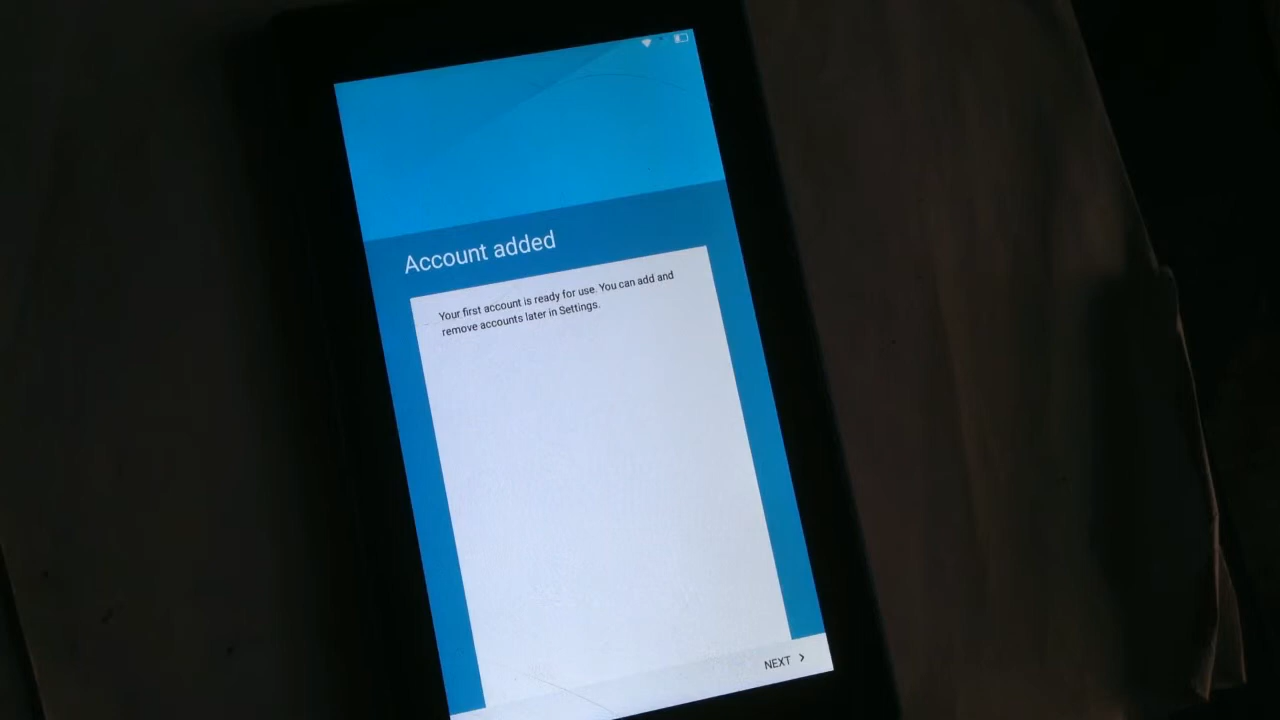 Account added
Your first account is ready for use. You can add and
remove accounts later in Settings.
NEXT